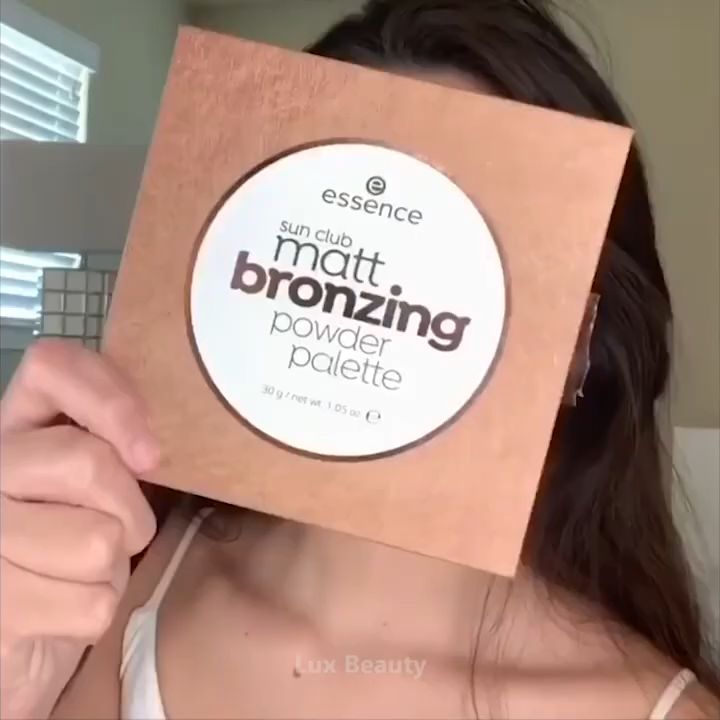 e
essence
sun club
matt
bronzing
powder
palette
30 g / net wt. 1.05 oz. ℮
Lux Beauty